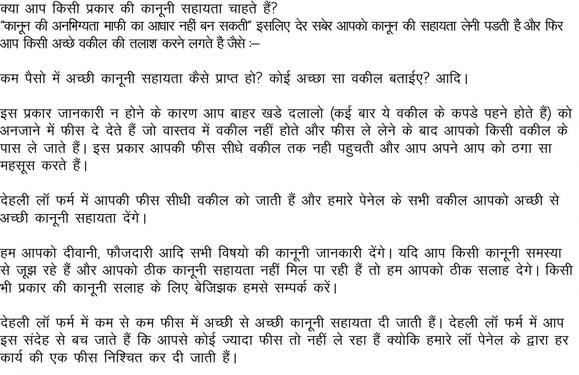 क्या आप किसी प्रकार की कानूनी सहायता चाहते हैं?
"कानून की अनभिग्यता माफी का आधार नहीं बन सकती" इसलिए देर सबेर आपको कानून की सहायता लेनी पडती है और फिर
आप किसी अच्छे वकील की तलाश करने लगते हैं जैसे :–
कम पैसो में अच्छी कानूनी सहायता कैसे प्राप्त हो? कोई अच्छा सा वकील बताईए? आदि।
इस प्रकार जानकारी न होने के कारण आप बाहर खडे दलालो (कई बार ये वकील के कपडे पहने होते हैं) को
अनजाने में फीस दे देते हैं जो वास्तव में वकील नहीं होते और फीस ले लेने के बाद आपको किसी वकील के
पास ले जाते हैं। इस प्रकार आपकी फीस सीधे वकील तक नही पहुचती और आप अपने आप को ठगा सा
महसूस करते हैं।
देहली लॉ फर्म में आपकी फीस सीधी वकील को जाती हैं और हमारे पेनेल के सभी वकील आपको अच्छी से
अच्छी कानूनी सहायता देंगे।
हम आपको दीवानी, फौजदारी आदि सभी विषयो की कानूनी जानकारी देंगे। यदि आप किसी कानूनी समस्या
से जूझ रहे हैं और आपको ठीक कानूनी सहायता नहीं मिल पा रही हैं तो हम आपको ठीक सलाह देगे। किसी
भी प्रकार की कानूनी सलाह के लिए बेजिझक हमसे सम्पर्क करें।
देहली लॉ फर्म में कम से कम फीस में अच्छी से अच्छी कानूनी सहायता दी जाती हैं। देहली लॉ फर्म में आप
इस संदेह से बच जाते हैं कि आपसे कोई ज्यादा फीस तो नहीं ले रहा हैं क्योकि हमारे लॉ पेनेल के द्वारा हर
कार्य की एक फीस निश्चित कर दी जाती हैं।